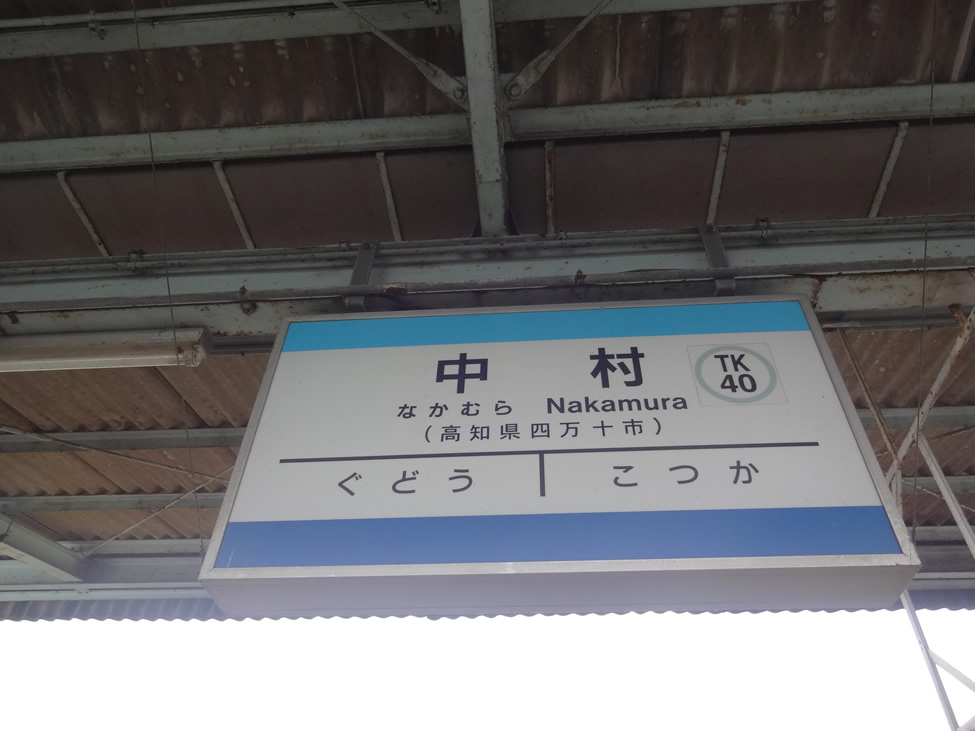 中村
TK
40
なかむら Nakamura
(高知県四万十市)
ぐどう こつか